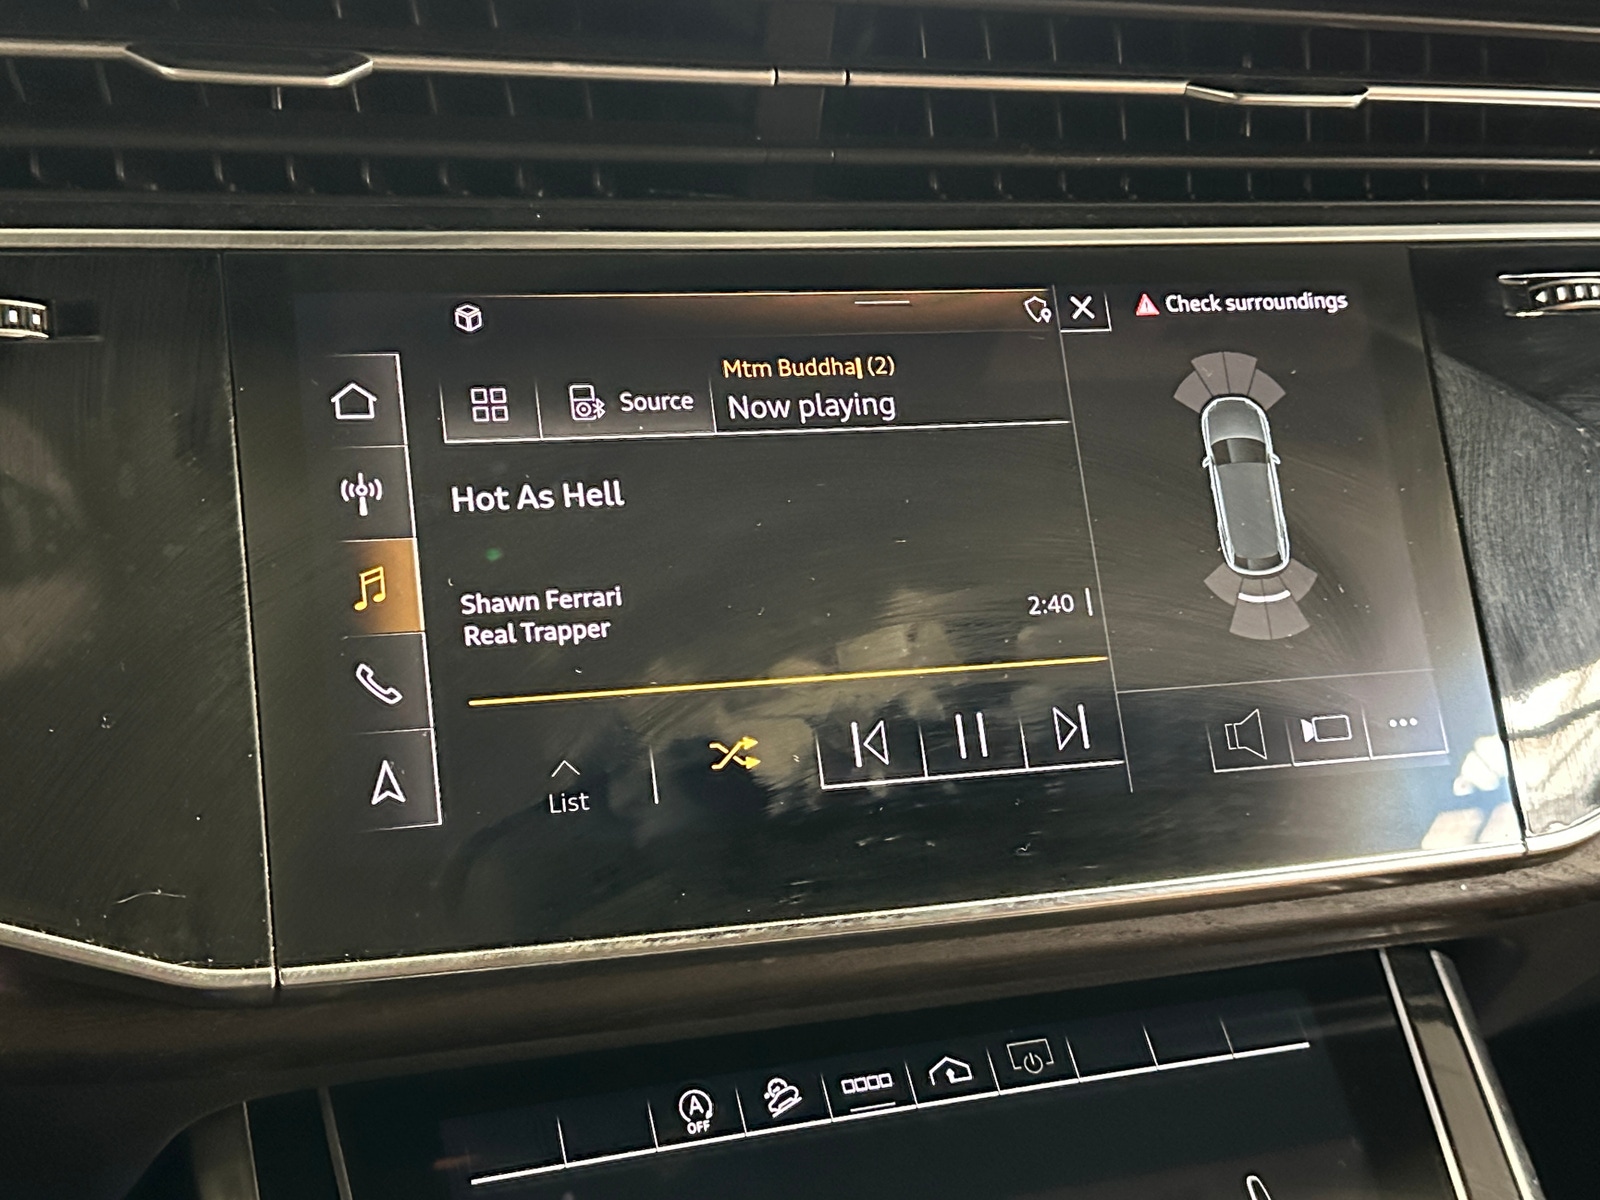 Check surroundings
Mtm Buddha| (2)
Source
Now playing
Hot As Hell
Shawn Ferrari
2:40
Real Trapper
List
A
OFF